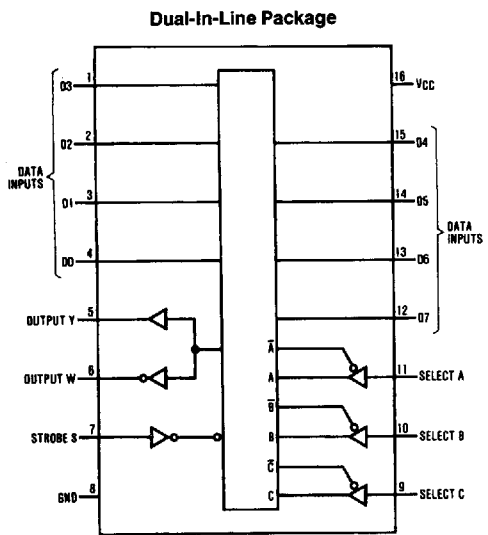 Dual-In-Line Package
D3 1
D2 2
DATA
INPUTS
D1 3
D0 4
OUTPUT Y 5
OUTPUT W 6
STROBE S 7
GND 8
16 VCC
15 D4
14 D5
DATA
INPUTS
13 D6
12 D7
A̅
A
11 SELECT A
B̅
B
10 SELECT B
C̅
C
9 SELECT C